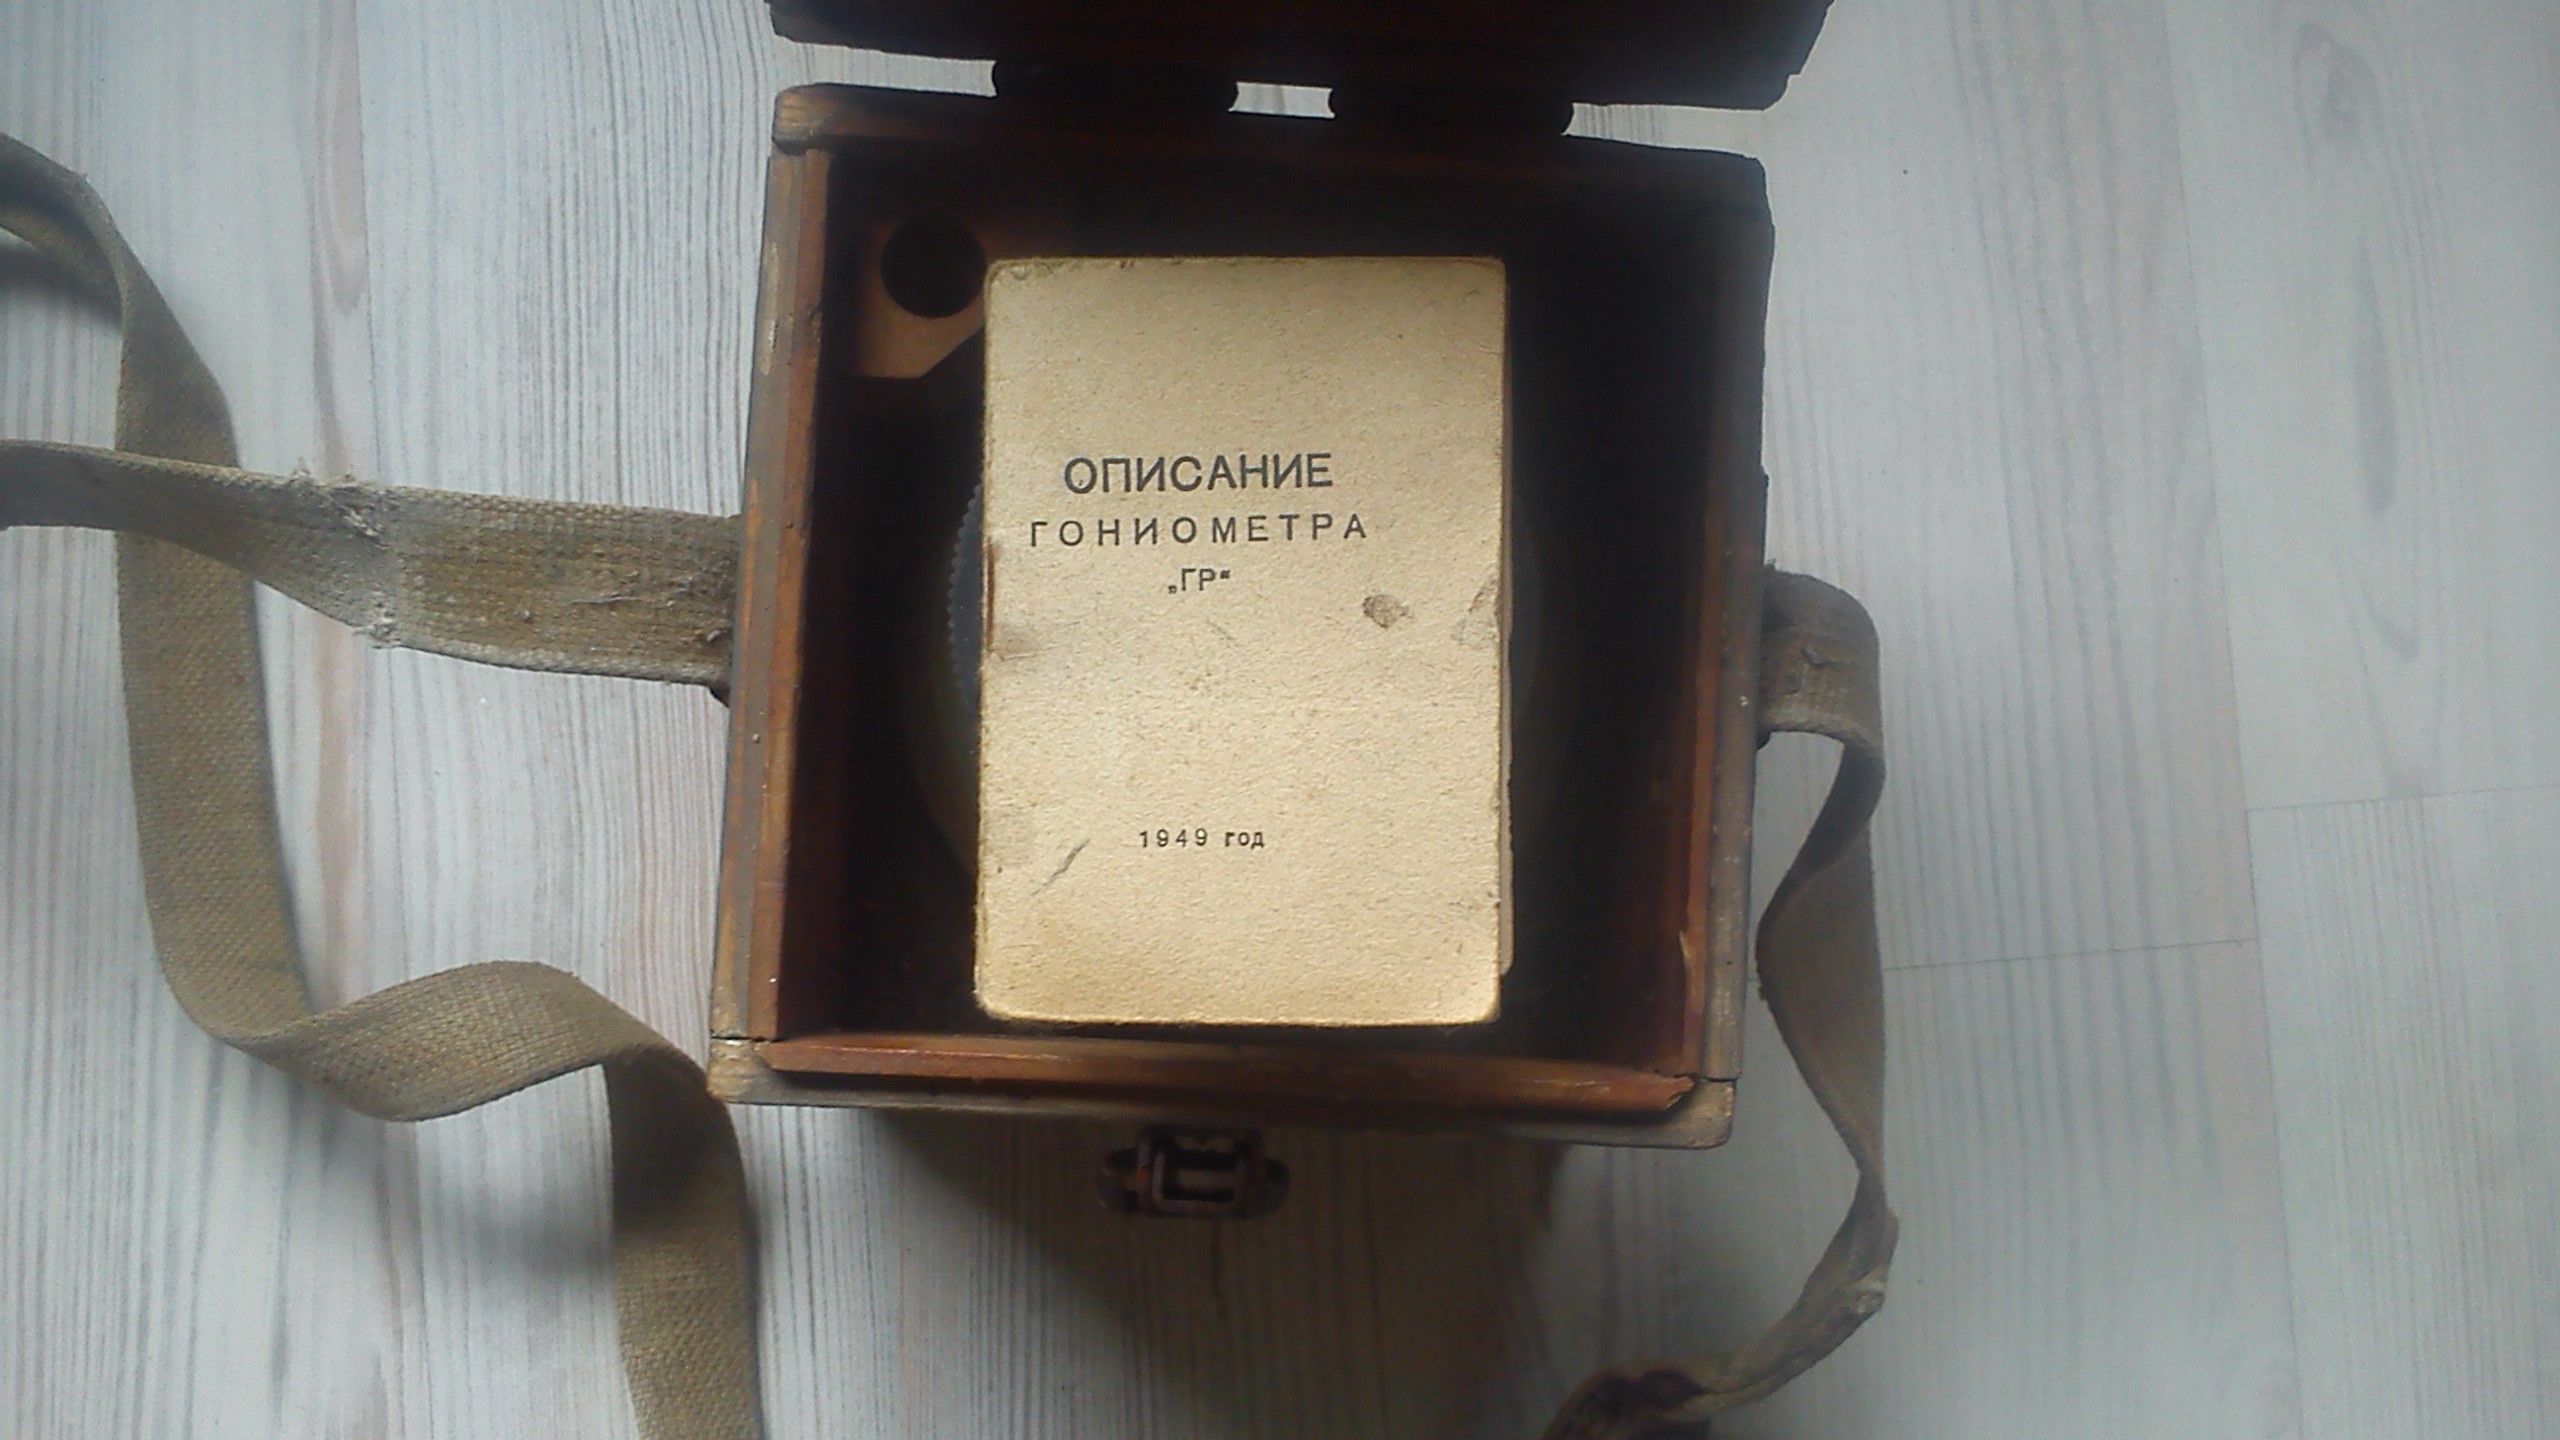 ОПИСАНИЕ
ГОНИОМЕТРА
„ГР“
1949 год